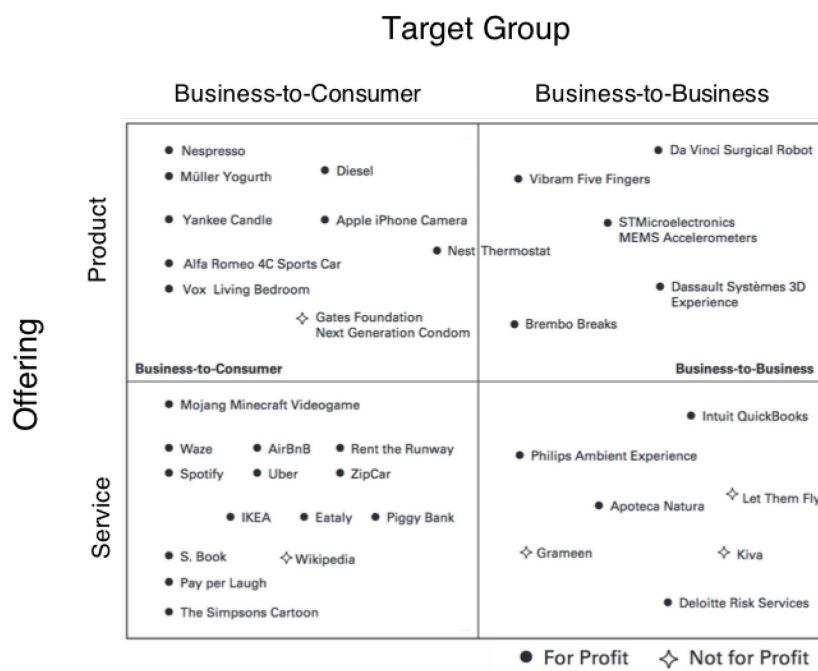 Target Group
Business-to-Consumer
Business-to-Business
Offering
Product
Nespresso
Müller Yogurth
Diesel
Yankee Candle
Apple iPhone Camera
Nest Thermostat
Alfa Romeo 4C Sports Car
Vox Living Bedroom
Gates Foundation
Next Generation Condom
Business-to-Consumer
Da Vinci Surgical Robot
Vibram Five Fingers
STMicroelectronics
MEMS Accelerometers
Dassault Systèmes 3D
Experience
Brembo Breaks
Business-to-Business
Service
Mojang Minecraft Videogame
Waze
AirBnB
Rent the Runway
Spotify
Uber
ZipCar
IKEA
Eataly
Piggy Bank
S. Book
Wikipedia
Pay per Laugh
The Simpsons Cartoon
Intuit QuickBooks
Philips Ambient Experience
Let Them Fly
Apoteca Natura
Grameen
Kiva
Deloitte Risk Services
For Profit
Not for Profit